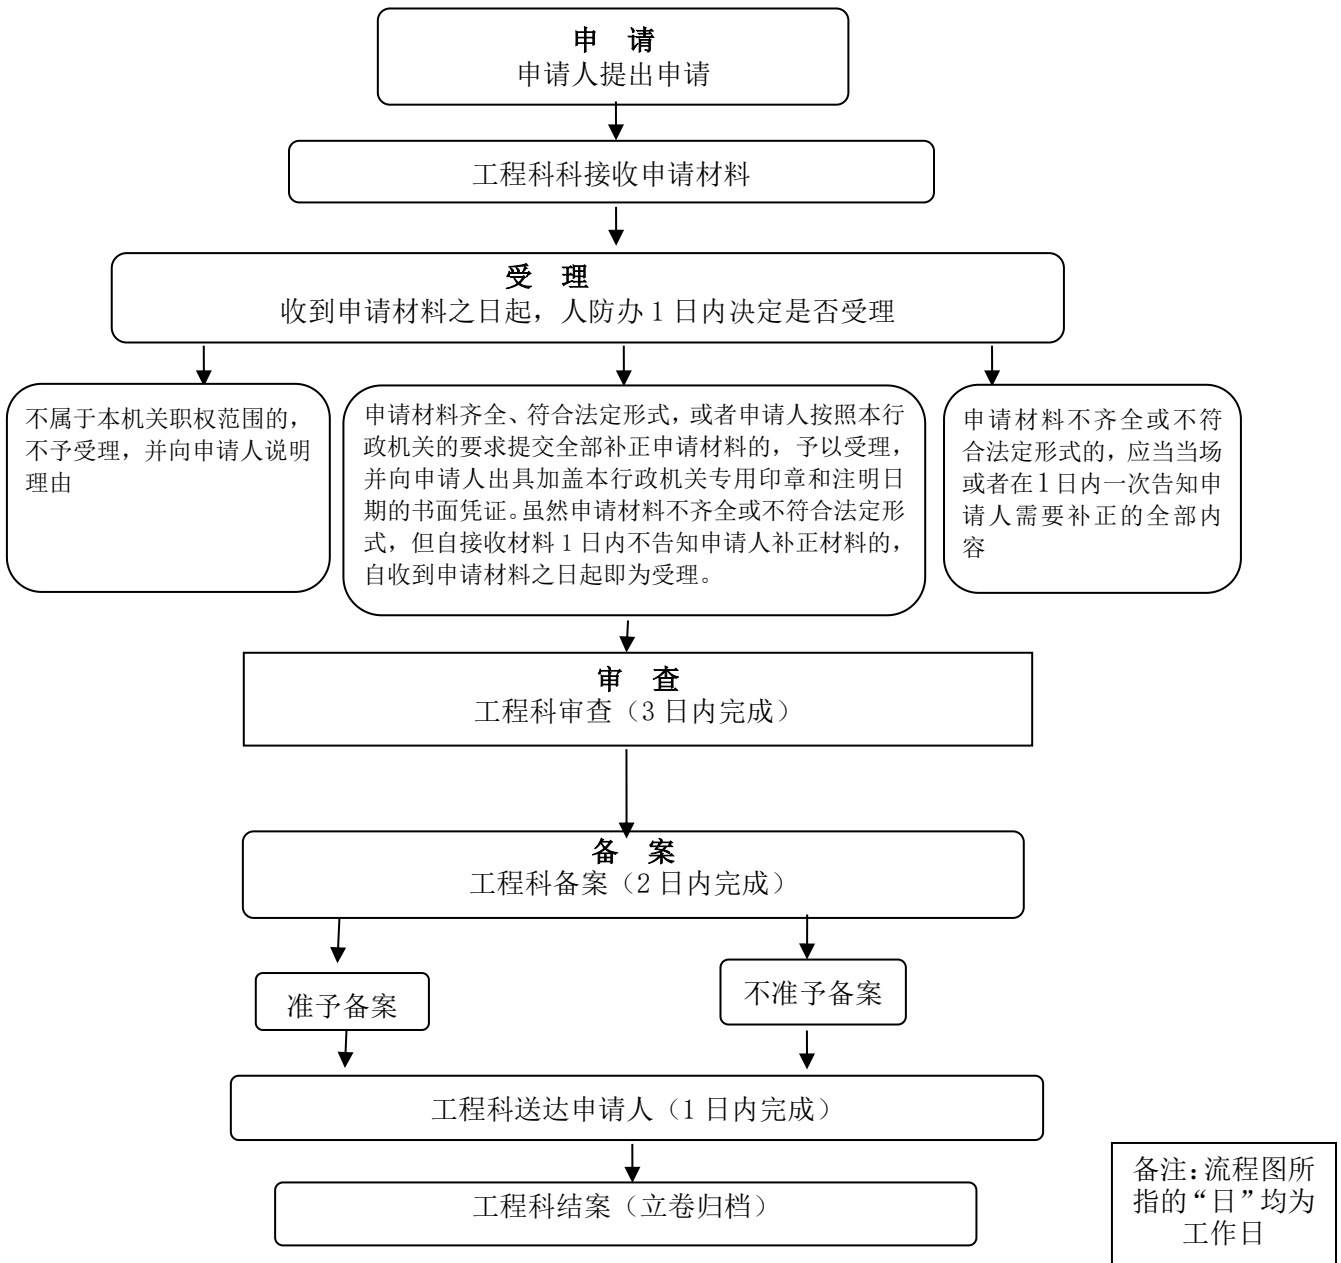 申 请
申请人提出申请
工程科科接收申请材料
受 理
收到申请材料之日起，人防办 1 日内决定是否受理
不属于本机关职权范围的，
不予受理，并向申请人说明
理由
申请材料齐全、符合法定形式，或者申请人按照本行
政机关的要求提交全部补正申请材料的，予以受理，
并向申请人出具加盖本行政机关专用印章和注明日
期的书面凭证。虽然申请材料不齐全或不符合法定形
式，但自接收材料 1 日内不告知申请人补正材料的，
自收到申请材料之日起即为受理。
申请材料不齐全或不符
合法定形式的，应当当场
或者在 1 日内一次告知申
请人需要补正的全部内
容
审 查
工程科审查（3 日内完成）
备 案
工程科备案（2 日内完成）
准予备案
不准予备案
工程科送达申请人（1 日内完成）
工程科结案（立卷归档）
备注：流程图所
指的“日”均为
工作日